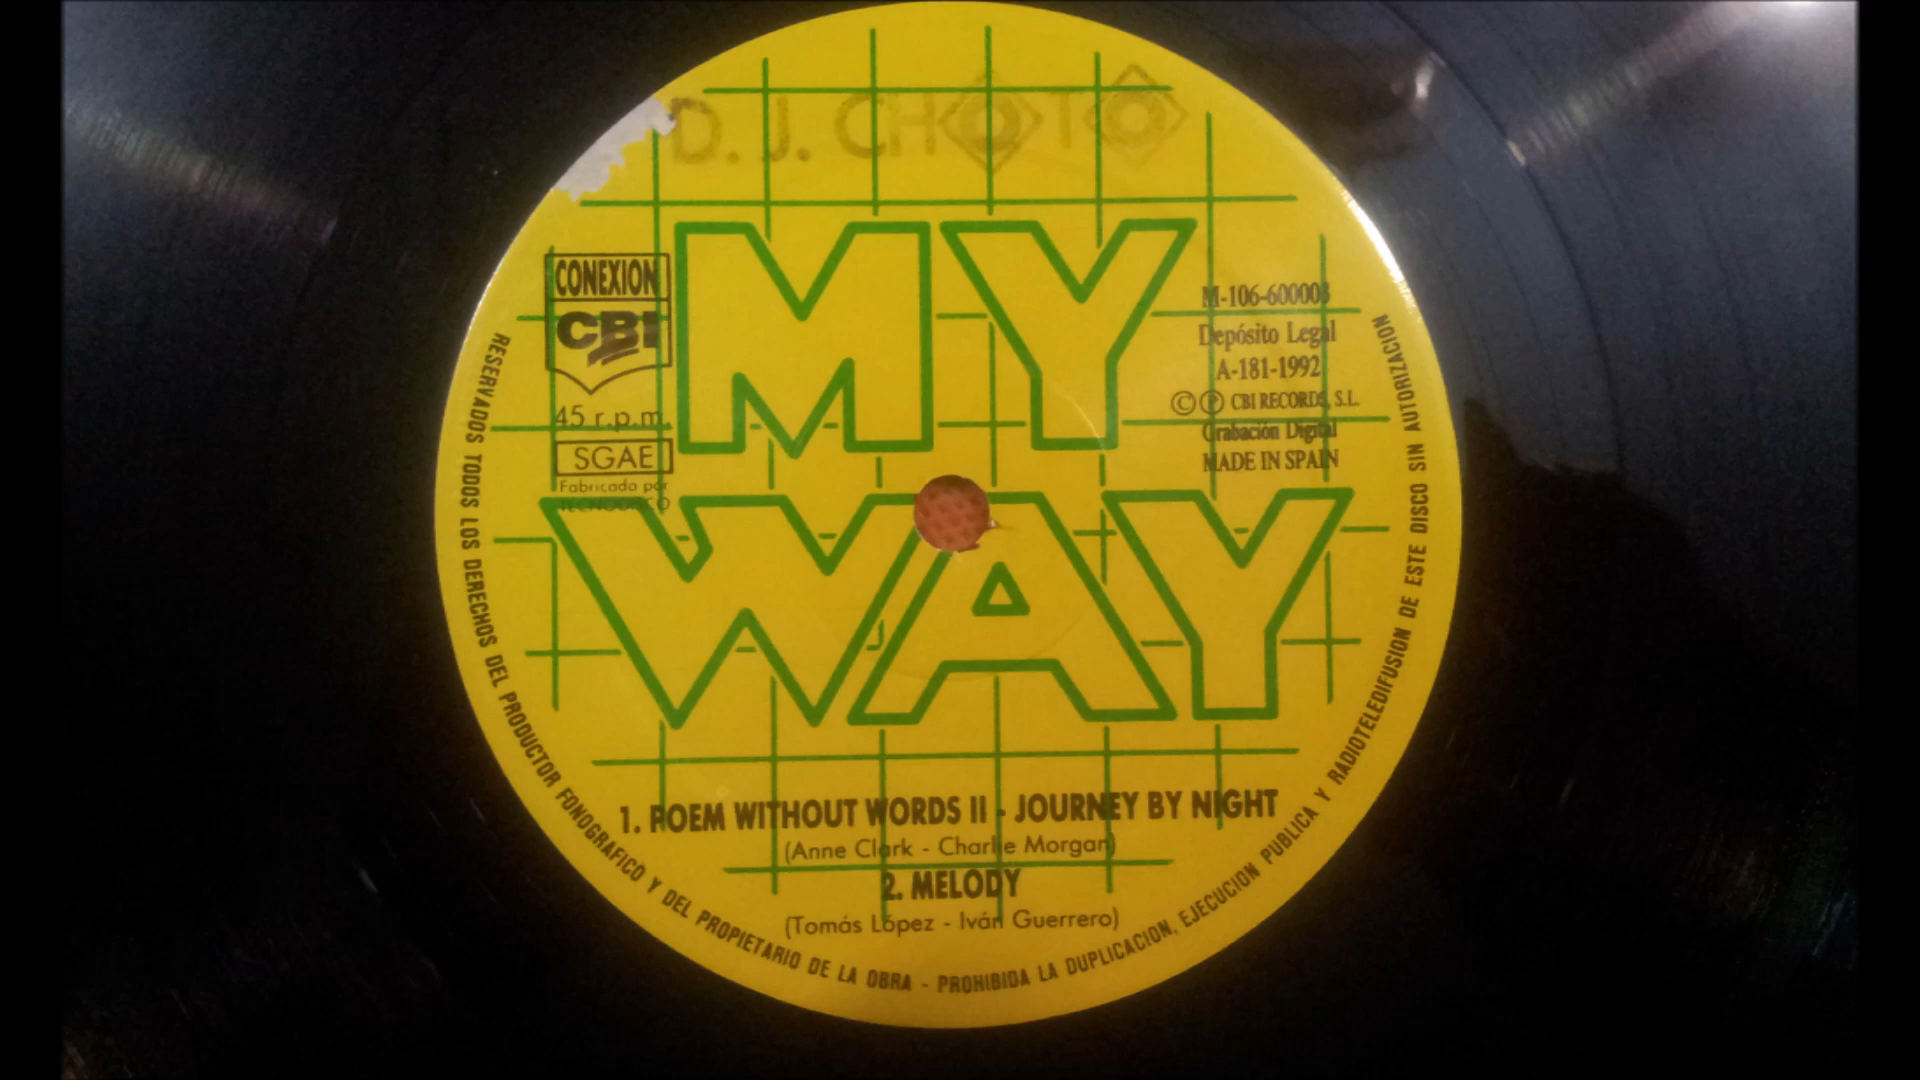 D.J. CHOTO
MY
WAY
CONEXION
CBI
45 r.p.m.
SGAE
Fabricado por
TECNODISCO
M-106-600008
Depósito Legal
A-181-1992
© ℗ CBI RECORDS, S.L.
Grabación Digital
MADE IN SPAIN
1. POEM WITHOUT WORDS II - JOURNEY BY NIGHT
(Anne Clark - Charlie Morgan)
2. MELODY
(Tomás López - Iván Guerrero)
RESERVADOS TODOS LOS DERECHOS DEL PRODUCTOR FONOGRAFICO Y DEL PROPIETARIO DE LA OBRA - PROHIBIDA LA DUPLICACION, EJECUCION PUBLICA Y RADIOTELEDIFUSION DE ESTE DISCO SIN AUTORIZACION